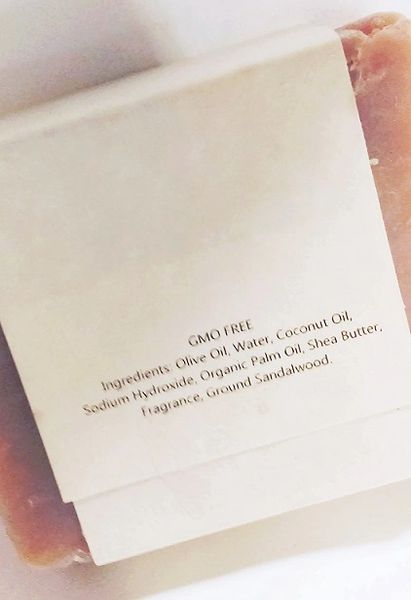 GMO FREE
Ingredients: Olive Oil, Water, Coconut Oil,
Sodium Hydroxide, Organic Palm Oil, Shea Butter,
Fragrance, Ground Sandalwood.